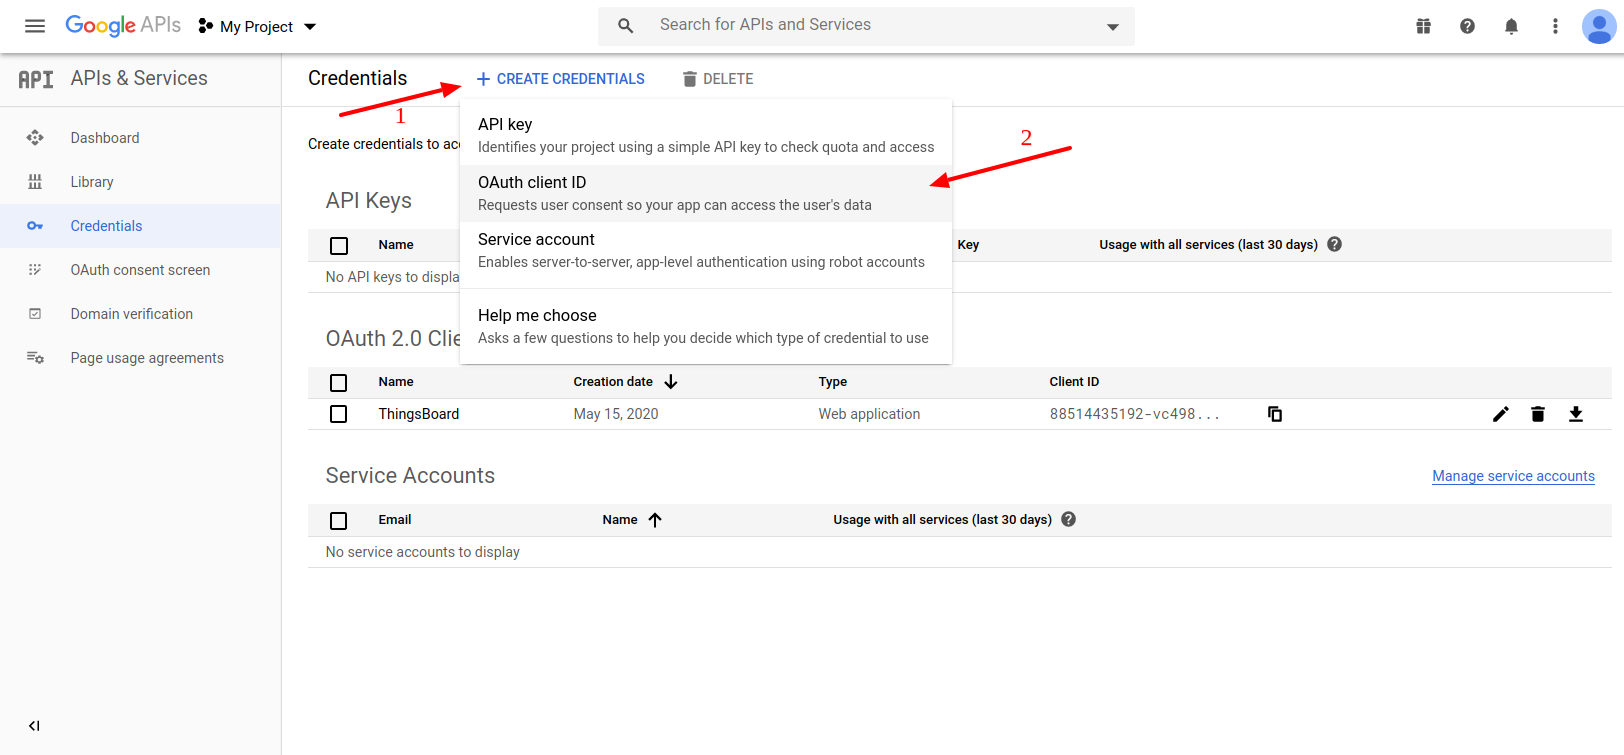 Google APIs
My Project
Search for APIs and Services
API
APIs & Services
Credentials
+ CREATE CREDENTIALS
DELETE
1
2
Dashboard
Library
Credentials
OAuth consent screen
Domain verification
Page usage agreements
Create credentials to acc
API key
Identifies your project using a simple API key to check quota and access
OAuth client ID
Requests user consent so your app can access the user's data
Service account
Enables server-to-server, app-level authentication using robot accounts
Help me choose
Asks a few questions to help you decide which type of credential to use
API Keys
Name Key Usage with all services (last 30 days)
No API keys to displa
OAuth 2.0 Clie
Name Creation date Type Client ID
ThingsBoard May 15, 2020 Web application 88514435192-vc498...
Service Accounts
Manage service accounts
Email Name Usage with all services (last 30 days)
No service accounts to display